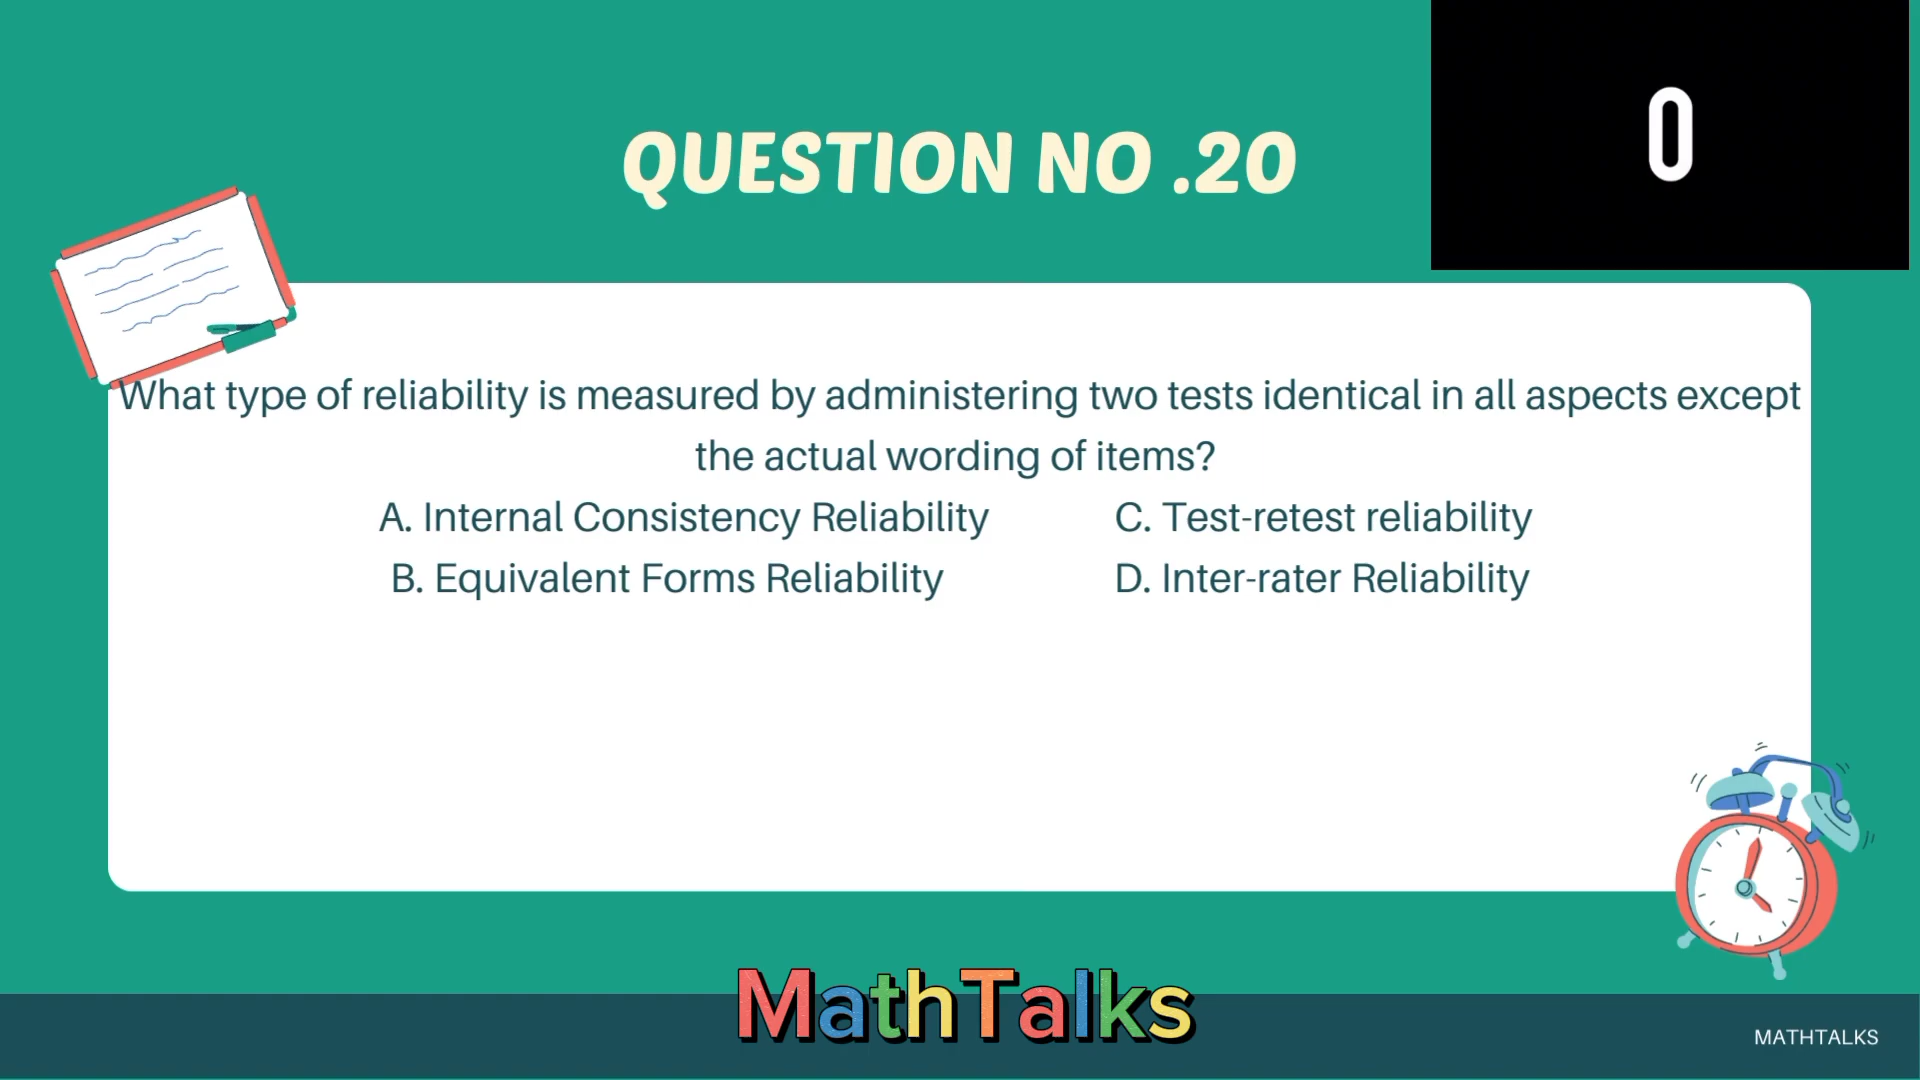 0
QUESTION NO .20
What type of reliability is measured by administering two tests identical in all aspects except
the actual wording of items?
A. Internal Consistency Reliability C. Test-retest reliability
B. Equivalent Forms Reliability D. Inter-rater Reliability
MathTalks
MATHTALKS